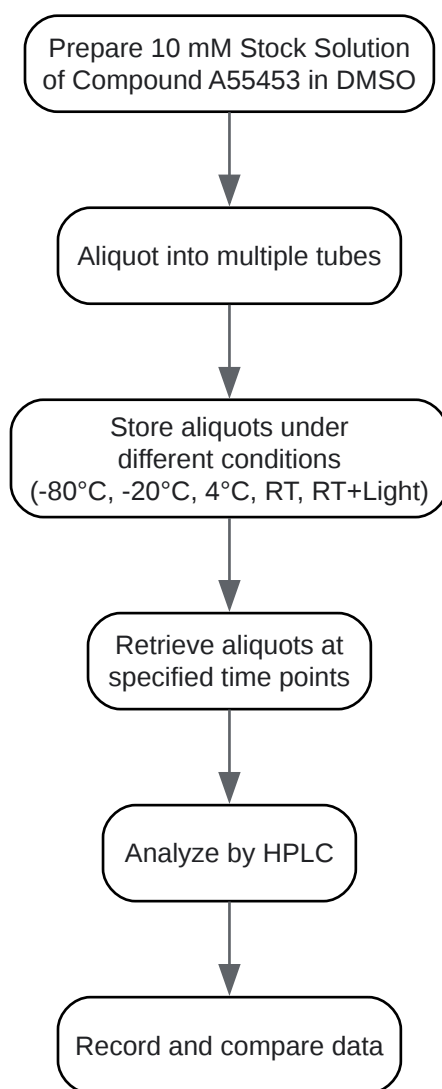 Prepare 10 mM Stock Solution
of Compound A55453 in DMSO
Aliquot into multiple tubes
Store aliquots under
different conditions
(-80°C, -20°C, 4°C, RT, RT+Light)
Retrieve aliquots at
specified time points
Analyze by HPLC
Record and compare data